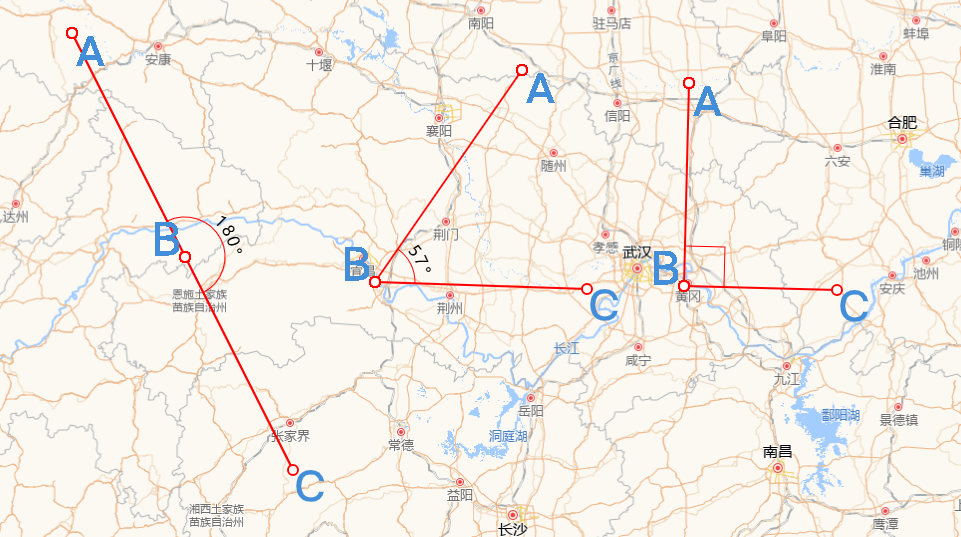 南阳
驻马店
阜阳
蚌埠
A
安康
十堰
京广线
淮南
A
A
襄阳
信阳
合肥
随州
六安
巢湖
达州
180°
荆门
B
57°
孝感
武汉
铜陵
B
宜昌
B
池州
恩施土家族
苗族自治州
荆州
C
黄冈
C
安庆
长江
咸宁
九江
岳阳
鄱阳湖
景德镇
张家界
常德
洞庭湖
南昌
C
益阳
湘西土家族
苗族自治州
长沙
鹰潭